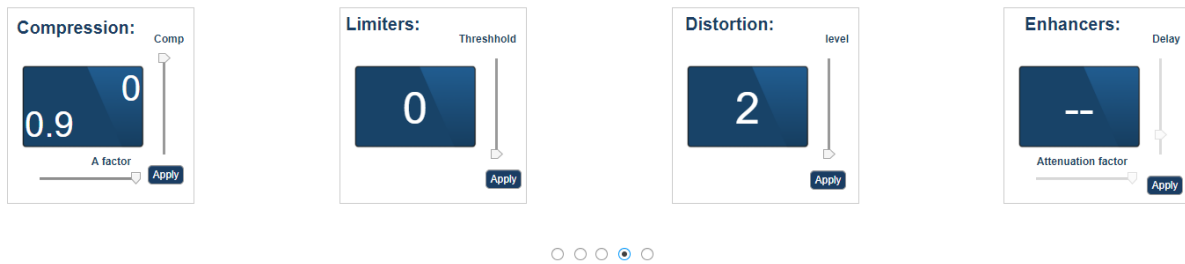 Compression:
Comp
0
0.9
A factor
Apply
Limiters:
Threshhold
0
Apply
Distortion:
level
2
Apply
Enhancers:
Delay
--
Attenuation factor
Apply